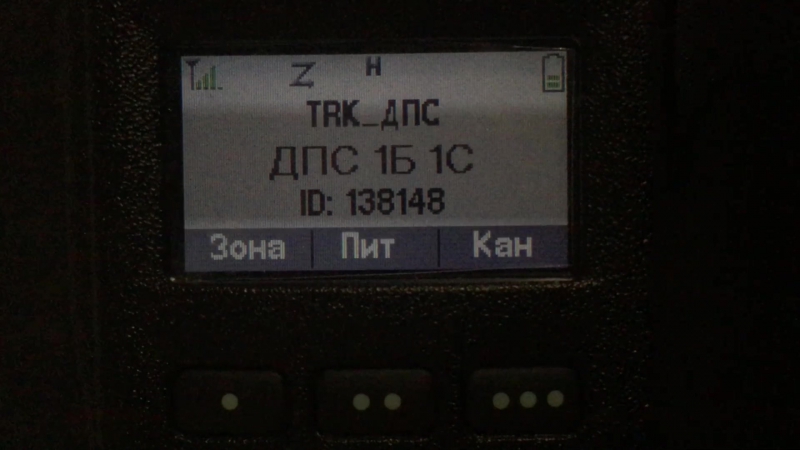 H
TRK_ДПС
ДПС 1Б 1С
ID: 138148
Зона Пит Кан